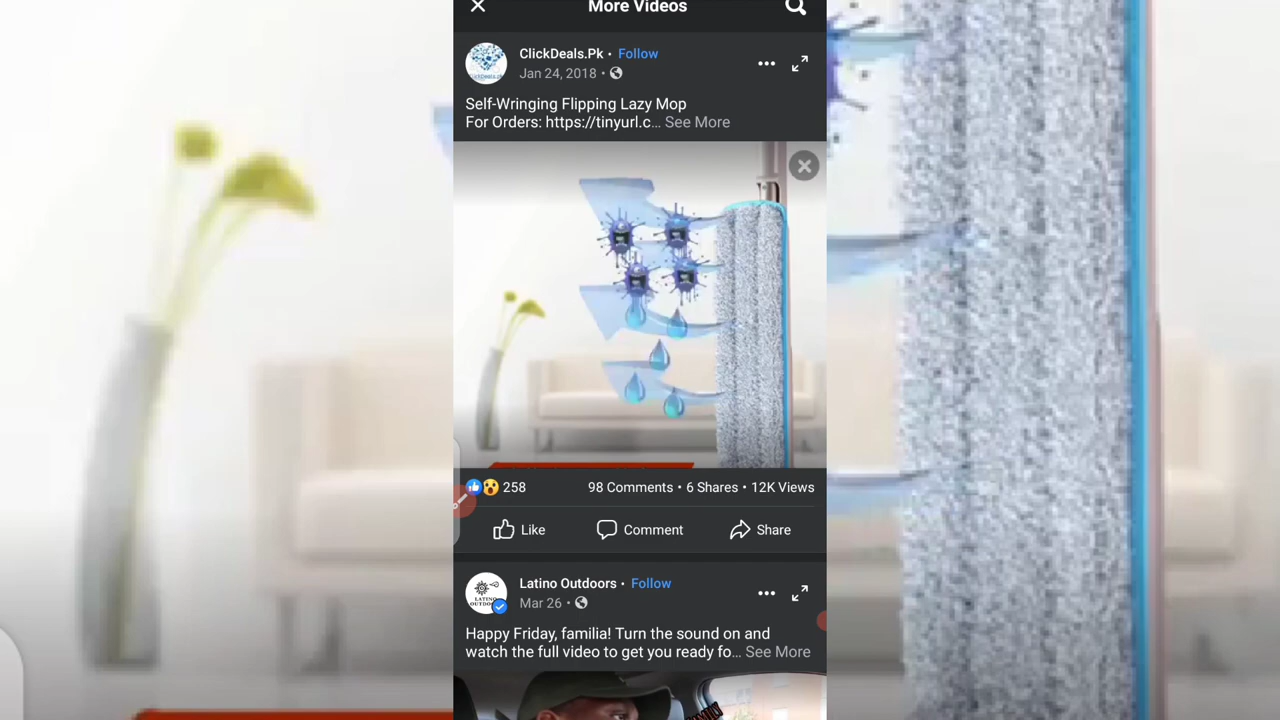 More Videos
ClickDeals.Pk • Follow
Jan 24, 2018 •
Self-Wringing Flipping Lazy Mop
For Orders: https://tinyurl.c... See More
258
98 Comments • 6 Shares • 12K Views
Like
Comment
Share
Latino Outdoors • Follow
Mar 26 •
Happy Friday, familia! Turn the sound on and
watch the full video to get you ready fo... See More